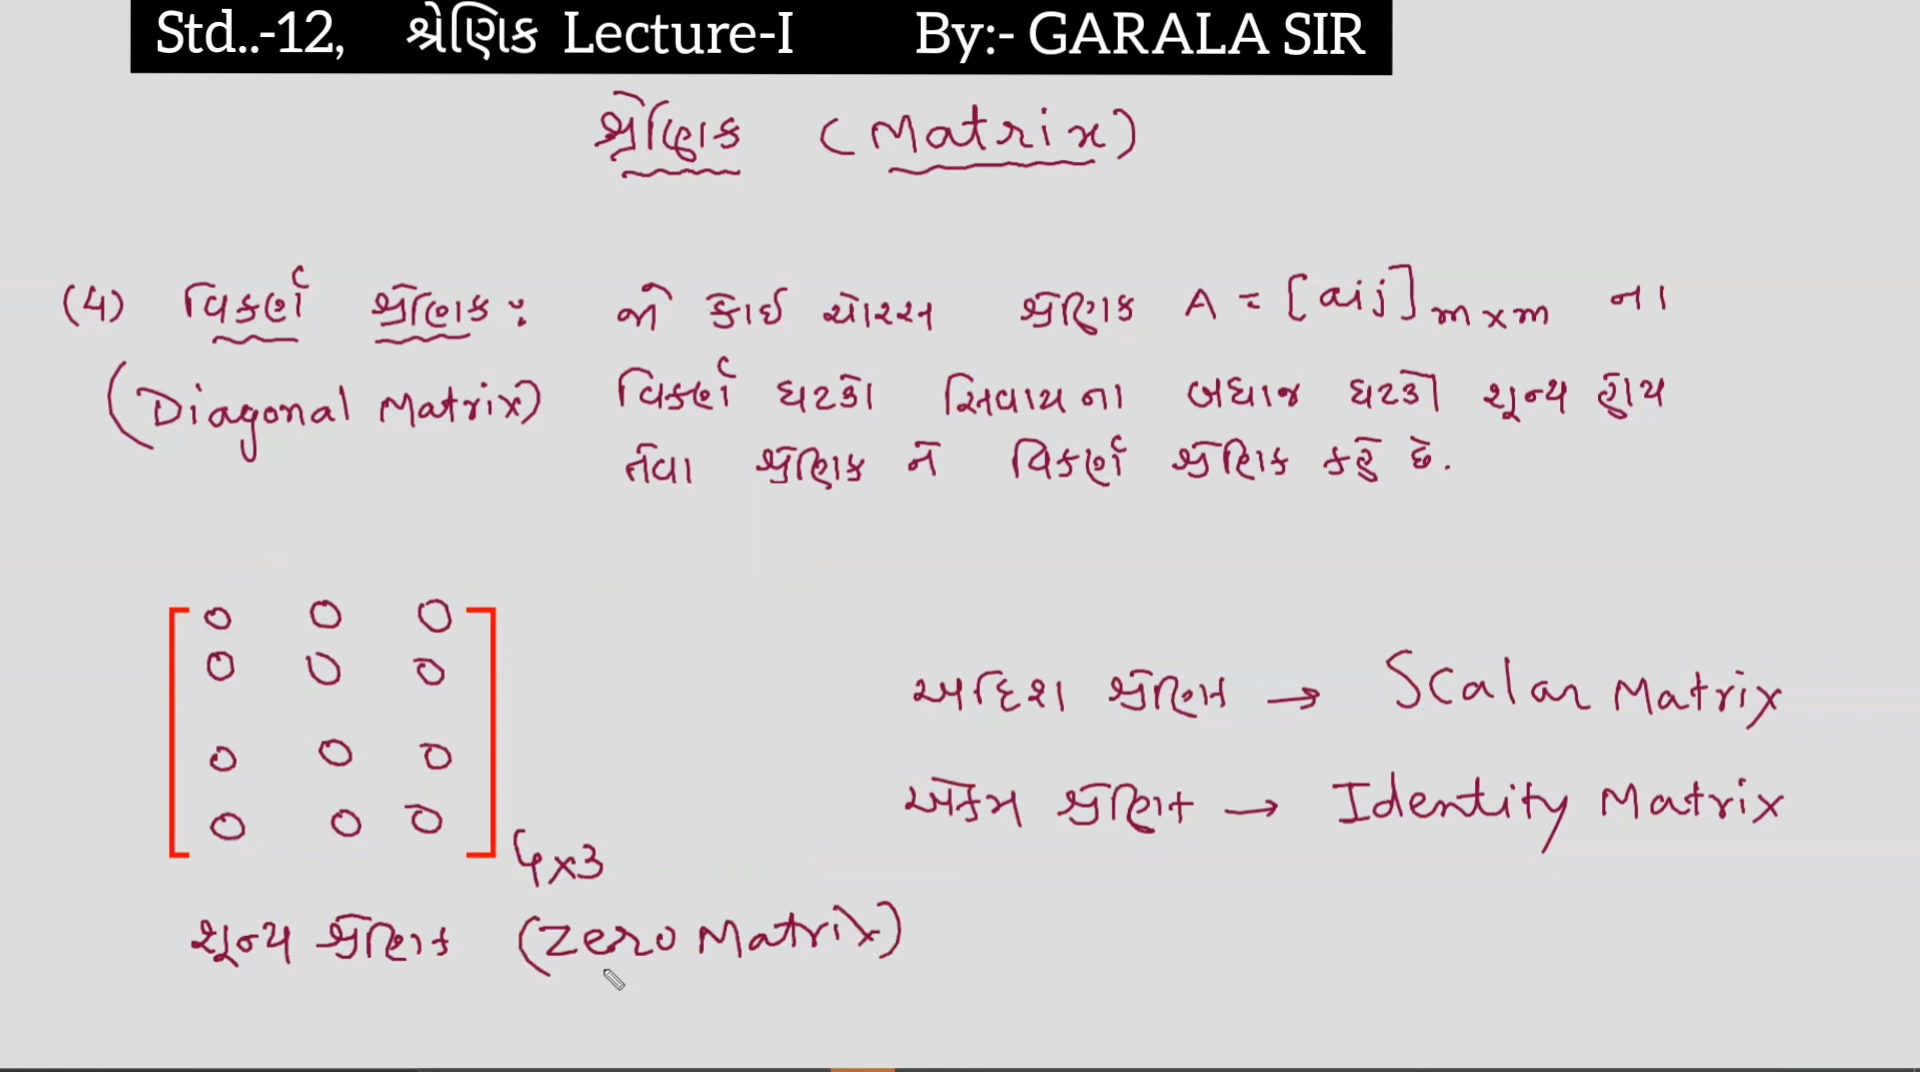 Std..-12, શ્રેણિક Lecture-I By:- GARALA SIR
શ્રેણિક (Matrix)
(4) વિકર્ણ શ્રેણિક : જો કોઈ ચોરસ શ્રેણિક A = [aij]m×m ના
(Diagonal Matrix) વિકર્ણ ઘટકો સિવાય ના બધાજ ઘટકો શૂન્ય હોય
તેવા શ્રેણિક ને વિકર્ણ શ્રેણિક કહે છે.
0 0 0
0 0 0
0 0 0
0 0 0
4×3
અદિશ શ્રેણિક → Scalar Matrix
એકમ શ્રેણિક → Identity Matrix
શૂન્ય શ્રેણિક (Zero Matrix)